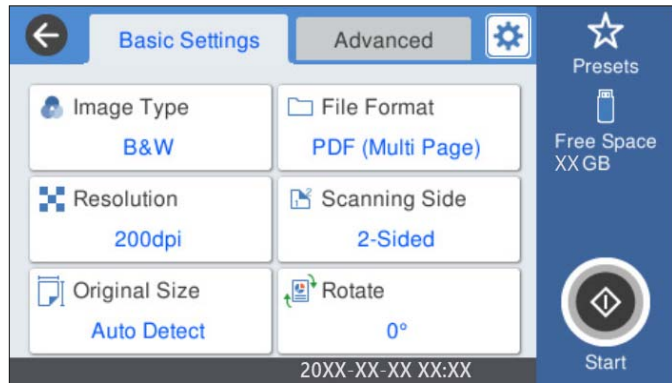 Basic Settings
Advanced
Presets
Image Type
B&W
File Format
PDF (Multi Page)
Free Space
XX GB
Resolution
200dpi
Scanning Side
2-Sided
Original Size
Auto Detect
Rotate
0°
Start
20XX-XX-XX XX:XX